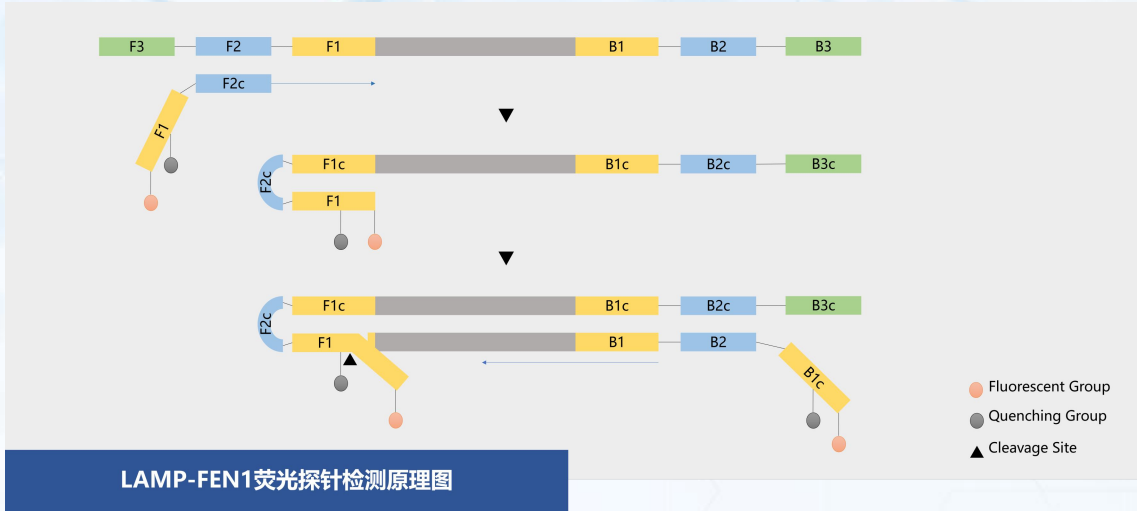 F3 F2 F1 B1 B2 B3
F2c
F1
F1c B1c B2c B3c
F2c
F1
F1c B1c B2c B3c
F2c
F1 B1 B2
B1c
Fluorescent Group
Quenching Group
Cleavage Site
LAMP-FEN1荧光探针检测原理图